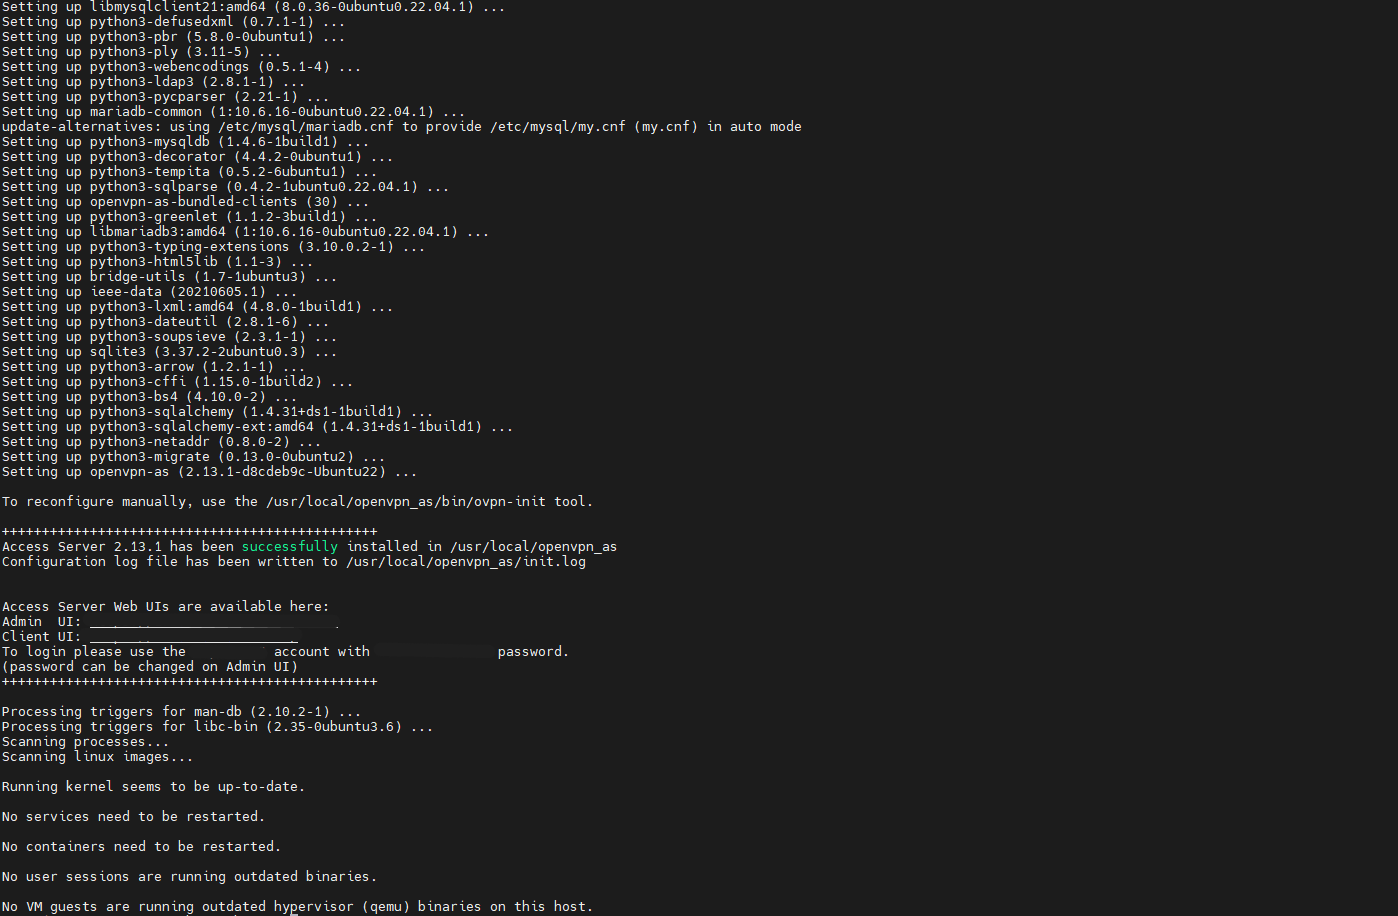 Setting up libmysqlclient21:amd64 (8.0.36-0ubuntu0.22.04.1) ...
Setting up python3-defusedxml (0.7.1-1) ...
Setting up python3-pbr (5.8.0-0ubuntu1) ...
Setting up python3-ply (3.11-5) ...
Setting up python3-webencodings (0.5.1-4) ...
Setting up python3-ldap3 (2.8.1-1) ...
Setting up python3-pycparser (2.21-1) ...
Setting up mariadb-common (1:10.6.16-0ubuntu0.22.04.1) ...
update-alternatives: using /etc/mysql/mariadb.cnf to provide /etc/mysql/my.cnf (my.cnf) in auto mode
Setting up python3-mysqldb (1.4.6-1build1) ...
Setting up python3-decorator (4.4.2-0ubuntu1) ...
Setting up python3-tempita (0.5.2-6ubuntu1) ...
Setting up python3-sqlparse (0.4.2-1ubuntu0.22.04.1) ...
Setting up openvpn-as-bundled-clients (30) ...
Setting up python3-greenlet (1.1.2-3build1) ...
Setting up libmariadb3:amd64 (1:10.6.16-0ubuntu0.22.04.1) ...
Setting up python3-typing-extensions (3.10.0.2-1) ...
Setting up python3-html5lib (1.1-3) ...
Setting up bridge-utils (1.7-1ubuntu3) ...
Setting up ieee-data (20210605.1) ...
Setting up python3-lxml:amd64 (4.8.0-1build1) ...
Setting up python3-dateutil (2.8.1-6) ...
Setting up python3-soupsieve (2.3.1-1) ...
Setting up sqlite3 (3.37.2-2ubuntu0.3) ...
Setting up python3-arrow (1.2.1-1) ...
Setting up python3-cffi (1.15.0-1build2) ...
Setting up python3-bs4 (4.10.0-2) ...
Setting up python3-sqlalchemy (1.4.31+ds1-1build1) ...
Setting up python3-sqlalchemy-ext:amd64 (1.4.31+ds1-1build1) ...
Setting up python3-netaddr (0.8.0-2) ...
Setting up python3-migrate (0.13.0-0ubuntu2) ...
Setting up openvpn-as (2.13.1-d8cdeb9c-Ubuntu22) ...
To reconfigure manually, use the /usr/local/openvpn_as/bin/ovpn-init tool.
+++++++++++++++++++++++++++++++++++++++++++++++
Access Server 2.13.1 has been successfully installed in /usr/local/openvpn_as
Configuration log file has been written to /usr/local/openvpn_as/init.log
Access Server Web UIs are available here:
Admin  UI:
Client UI:
To login please use the account with password.
(password can be changed on Admin UI)
+++++++++++++++++++++++++++++++++++++++++++++++
Processing triggers for man-db (2.10.2-1) ...
Processing triggers for libc-bin (2.35-0ubuntu3.6) ...
Scanning processes...
Scanning linux images...
Running kernel seems to be up-to-date.
No services need to be restarted.
No containers need to be restarted.
No user sessions are running outdated binaries.
No VM guests are running outdated hypervisor (qemu) binaries on this host.